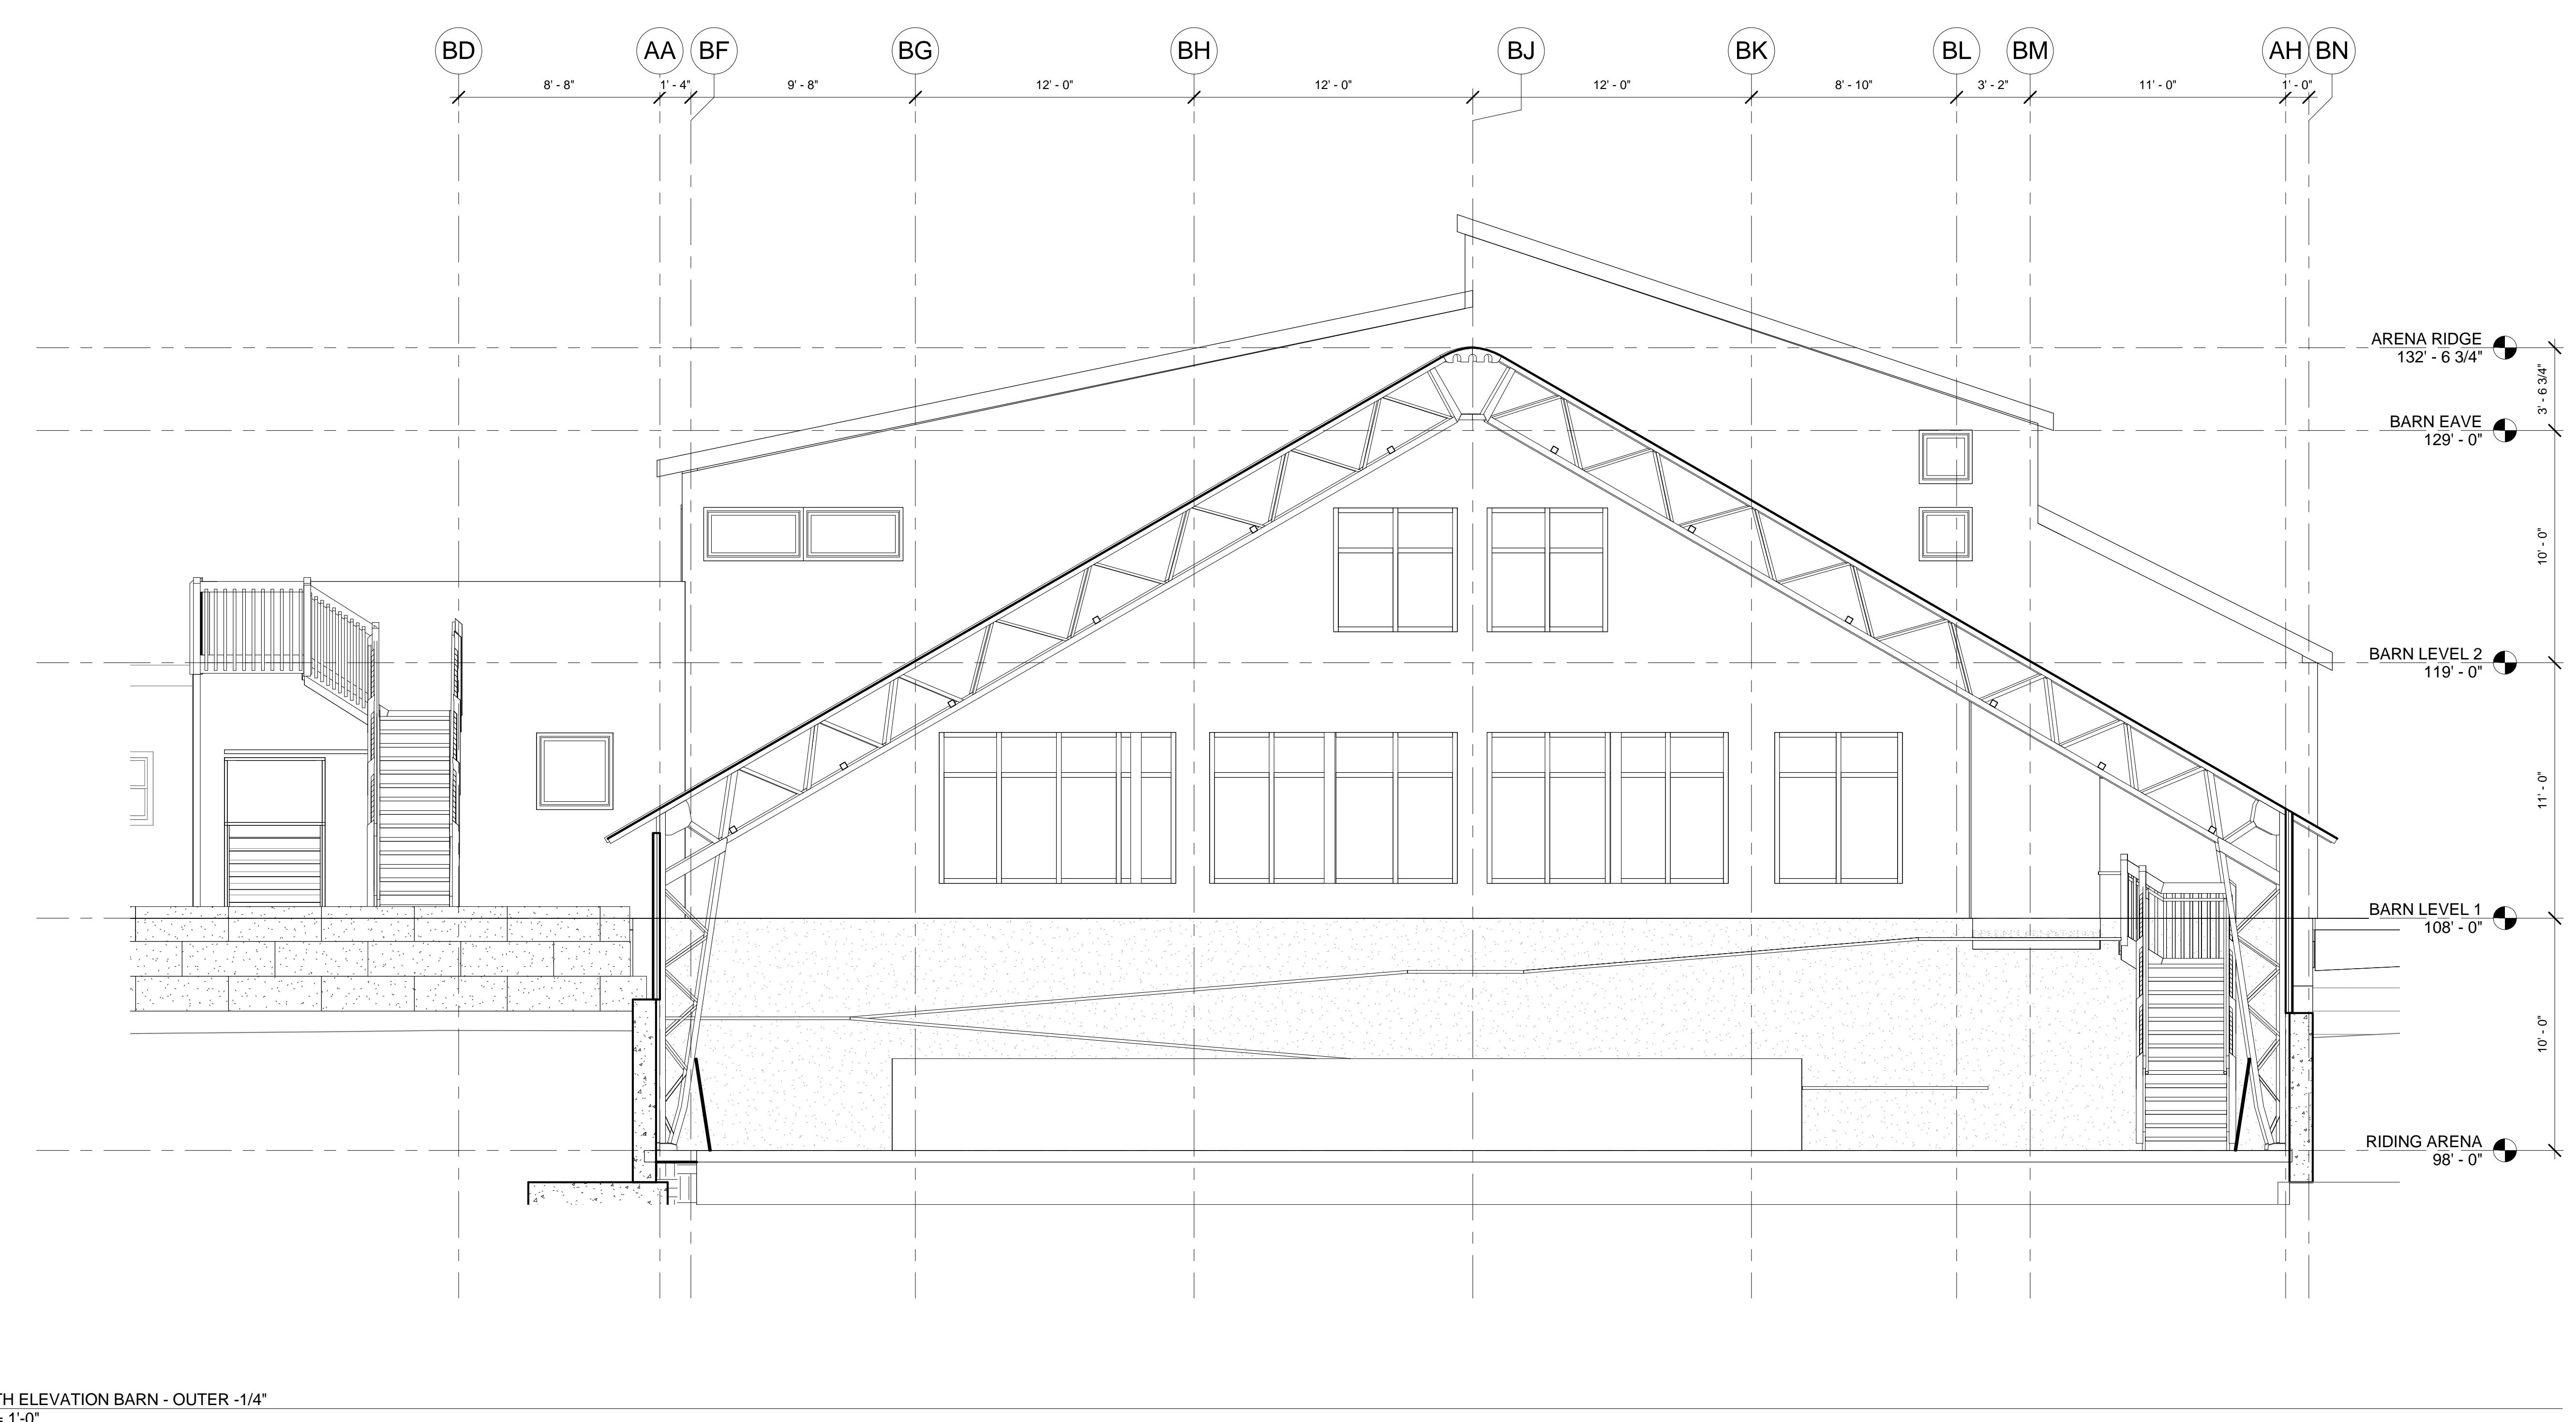 BD AA BF BG BH BJ BK BL BM AH BN
8' - 8" 1' - 4" 9' - 8" 12' - 0" 12' - 0" 12' - 0" 8' - 10" 3' - 2" 11' - 0" 1' - 0"
ARENA RIDGE
132' - 6 3/4"
3' - 6 3/4"
BARN EAVE
129' - 0"
10' - 0"
BARN LEVEL 2
119' - 0"
11' - 0"
BARN LEVEL 1
108' - 0"
10' - 0"
RIDING ARENA
98' - 0"
TH ELEVATION BARN - OUTER -1/4"
= 1'-0"